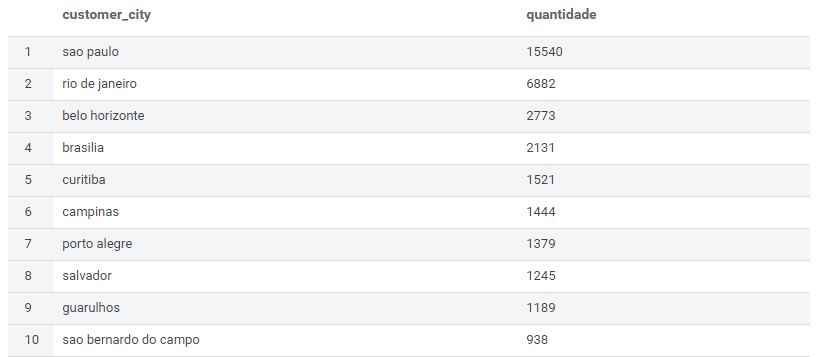 customer_city quantidade
1 sao paulo 15540
2 rio de janeiro 6882
3 belo horizonte 2773
4 brasilia 2131
5 curitiba 1521
6 campinas 1444
7 porto alegre 1379
8 salvador 1245
9 guarulhos 1189
10 sao bernardo do campo 938